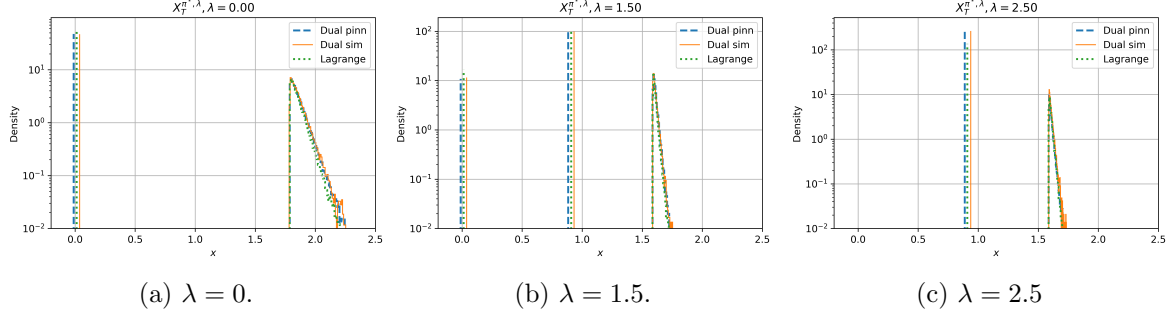 X_T^{π*,λ}, λ = 0.00
Dual pinn
Dual sim
Lagrange
Density
10^1
10^0
10^{-1}
10^{-2}
0.0 0.5 1.0 1.5 2.0 2.5
x
(a) λ = 0.
X_T^{π*,λ}, λ = 1.50
Dual pinn
Dual sim
Lagrange
Density
10^2
10^1
10^0
10^{-1}
10^{-2}
0.0 0.5 1.0 1.5 2.0 2.5
x
(b) λ = 1.5.
X_T^{π*,λ}, λ = 2.50
Dual pinn
Dual sim
Lagrange
Density
10^2
10^1
10^0
10^{-1}
10^{-2}
0.0 0.5 1.0 1.5 2.0 2.5
x
(c) λ = 2.5